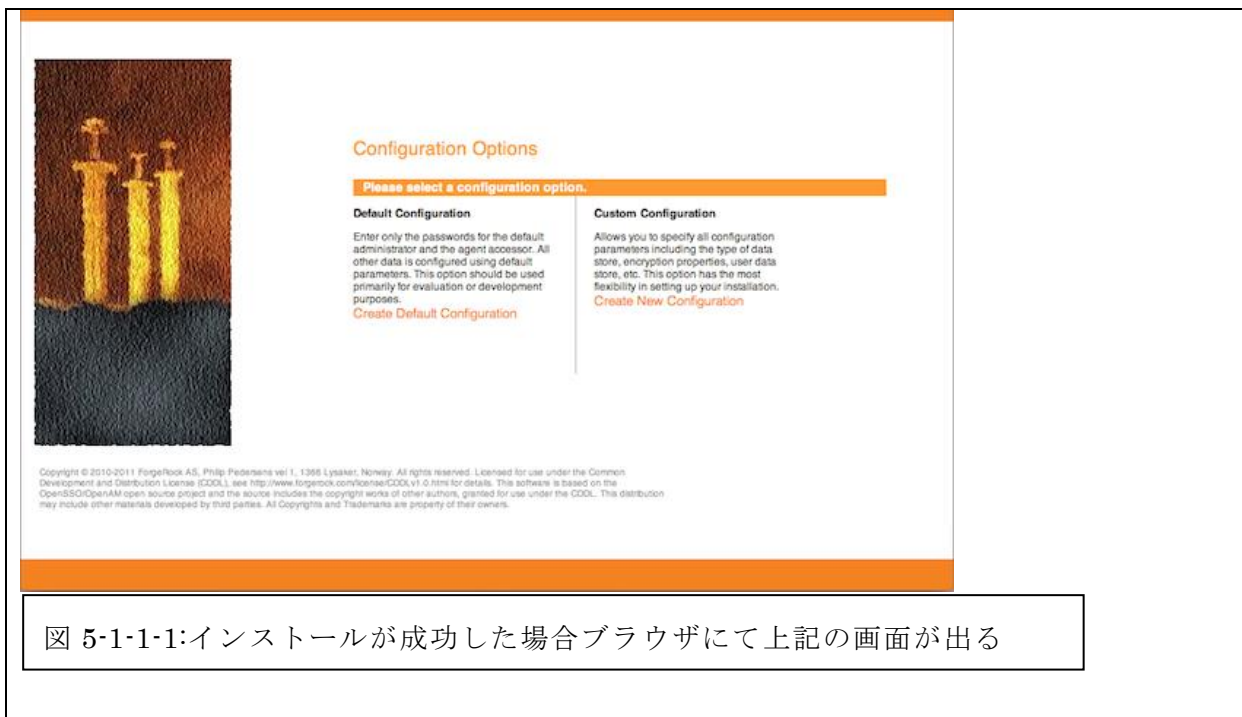 Configuration Options
Please select a configuration option.
Default Configuration
Enter only the passwords for the default
administrator and the agent accessor. All
other data is configured using default
parameters. This option should be used
primarily for evaluation or development
purposes.
Create Default Configuration
Custom Configuration
Allows you to specify all configuration
parameters including the type of data
store, encryption properties, user data
store, etc. This option has the most
flexibility in setting up your installation.
Create New Configuration
Copyright © 2010-2011 ForgeRock AS, Philip Pedersens vei 1, 1366 Lysaker, Norway. All rights reserved. Licensed for use under the Common
Development and Distribution License (CDDL), see http://www.forgerock.com/license/CDDLv1.0.html for details. This software is based on the
OpenSSO/OpenAM open source project and the source includes the copyright works of other authors, granted for use under the CDDL. This distribution
may include other materials developed by third parties. All Copyrights and Trademarks are property of their owners.
図 5-1-1-1:インストールが成功した場合ブラウザにて上記の画面が出る